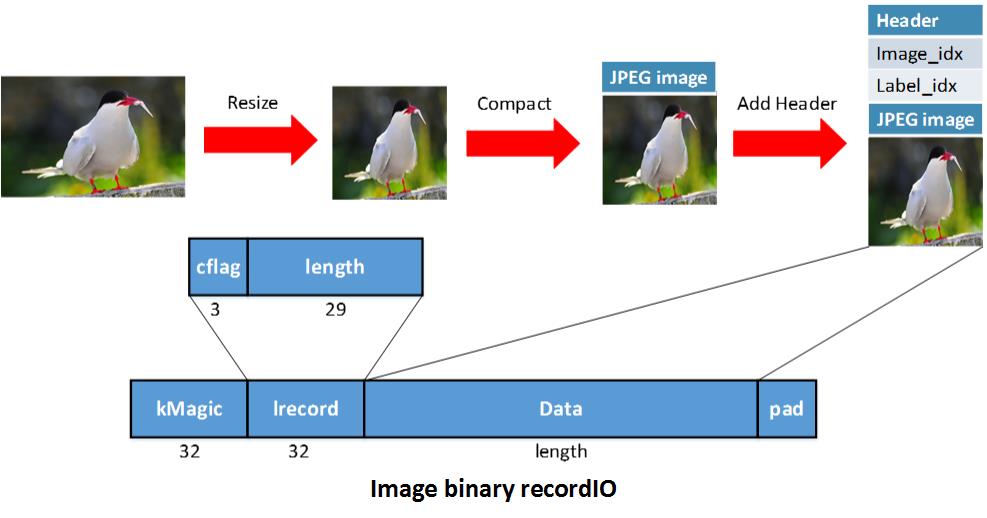 Header
Image_idx
Label_idx
JPEG image
JPEG image
Resize
Compact
Add Header
cflag
length
3
29
kMagic
lrecord
Data
pad
32
32
length
Image binary recordIO